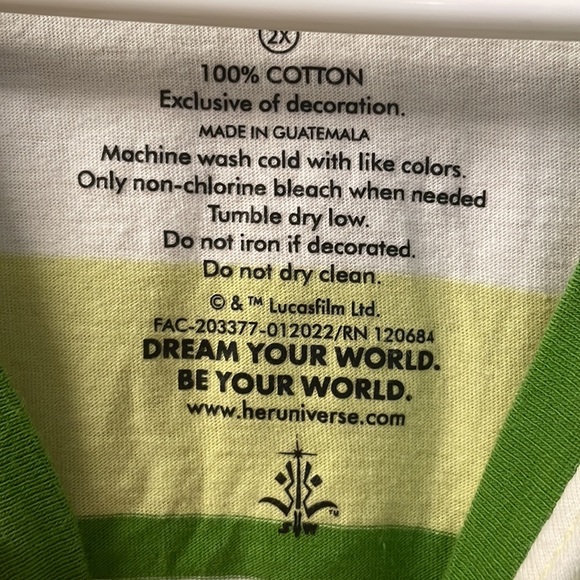 2X
100% COTTON
Exclusive of decoration.
MADE IN GUATEMALA
Machine wash cold with like colors.
Only non-chlorine bleach when needed
Tumble dry low.
Do not iron if decorated.
Do not dry clean.
© & ™ Lucasfilm Ltd.
FAC-203377-012022/RN 120684
DREAM YOUR WORLD.
BE YOUR WORLD.
www.heruniverse.com
SW™